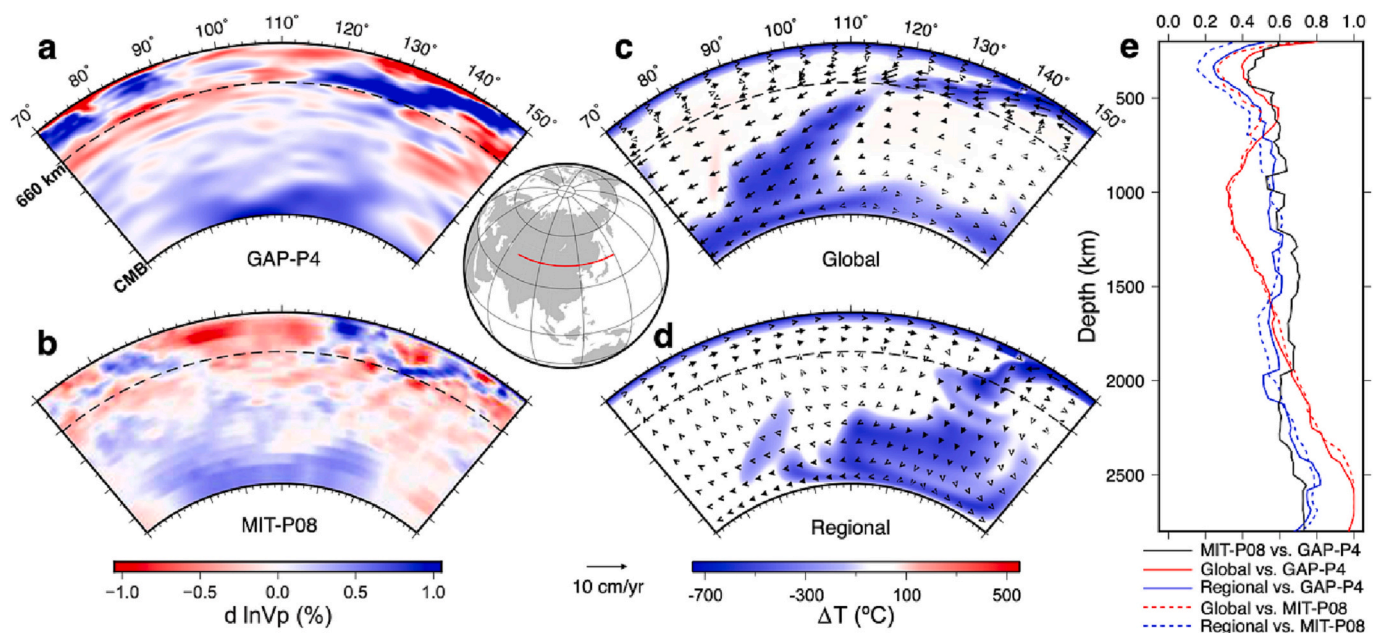 a
70°
80°
90°
100°
110°
120°
130°
140°
150°
660 km
CMB
GAP-P4
b
MIT-P08
−1.0
−0.5
0.0
0.5
1.0
d lnVp (%)
c
70°
80°
90°
100°
110°
120°
130°
140°
150°
Global
d
Regional
10 cm/yr
-700
-300
100
500
ΔT (ºC)
e
0.0 0.2 0.4 0.6 0.8 1.0
500
1000
1500
2000
2500
Depth (km)
MIT-P08 vs. GAP-P4
Global vs. GAP-P4
Regional vs. GAP-P4
Global vs. MIT-P08
Regional vs. MIT-P08